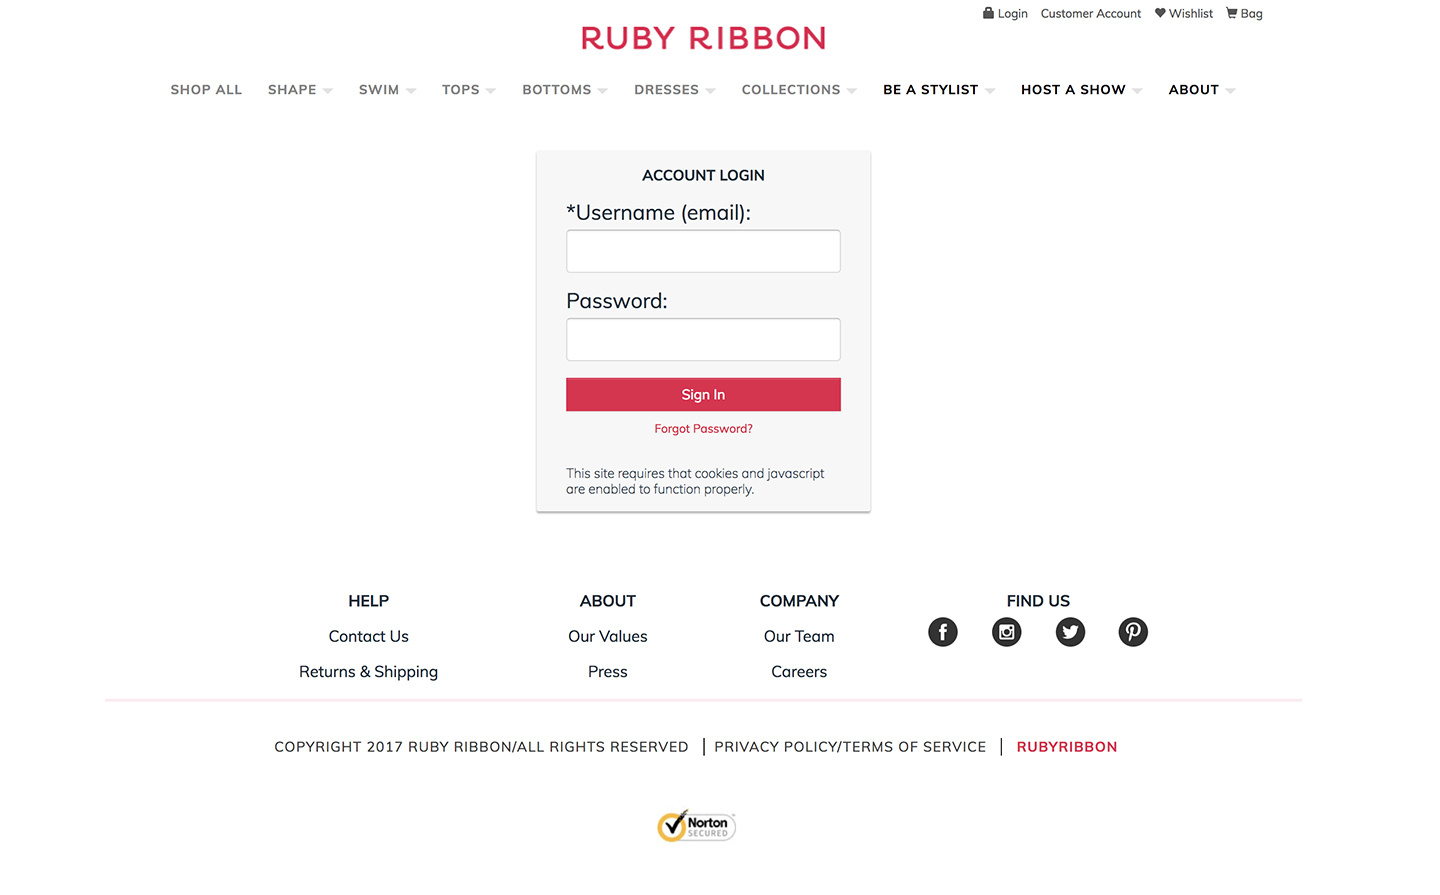 Login Customer Account Wishlist Bag
RUBY RIBBON
SHOP ALL SHAPE SWIM TOPS BOTTOMS DRESSES COLLECTIONS BE A STYLIST HOST A SHOW ABOUT
ACCOUNT LOGIN
*Username (email):
Password:
Sign In
Forgot Password?
This site requires that cookies and javascript
are enabled to function properly.
HELP ABOUT COMPANY FIND US
Contact Us Our Values Our Team
Returns & Shipping Press Careers
COPYRIGHT 2017 RUBY RIBBON/ALL RIGHTS RESERVED | PRIVACY POLICY/TERMS OF SERVICE | RUBYRIBBON
Norton
SECURED